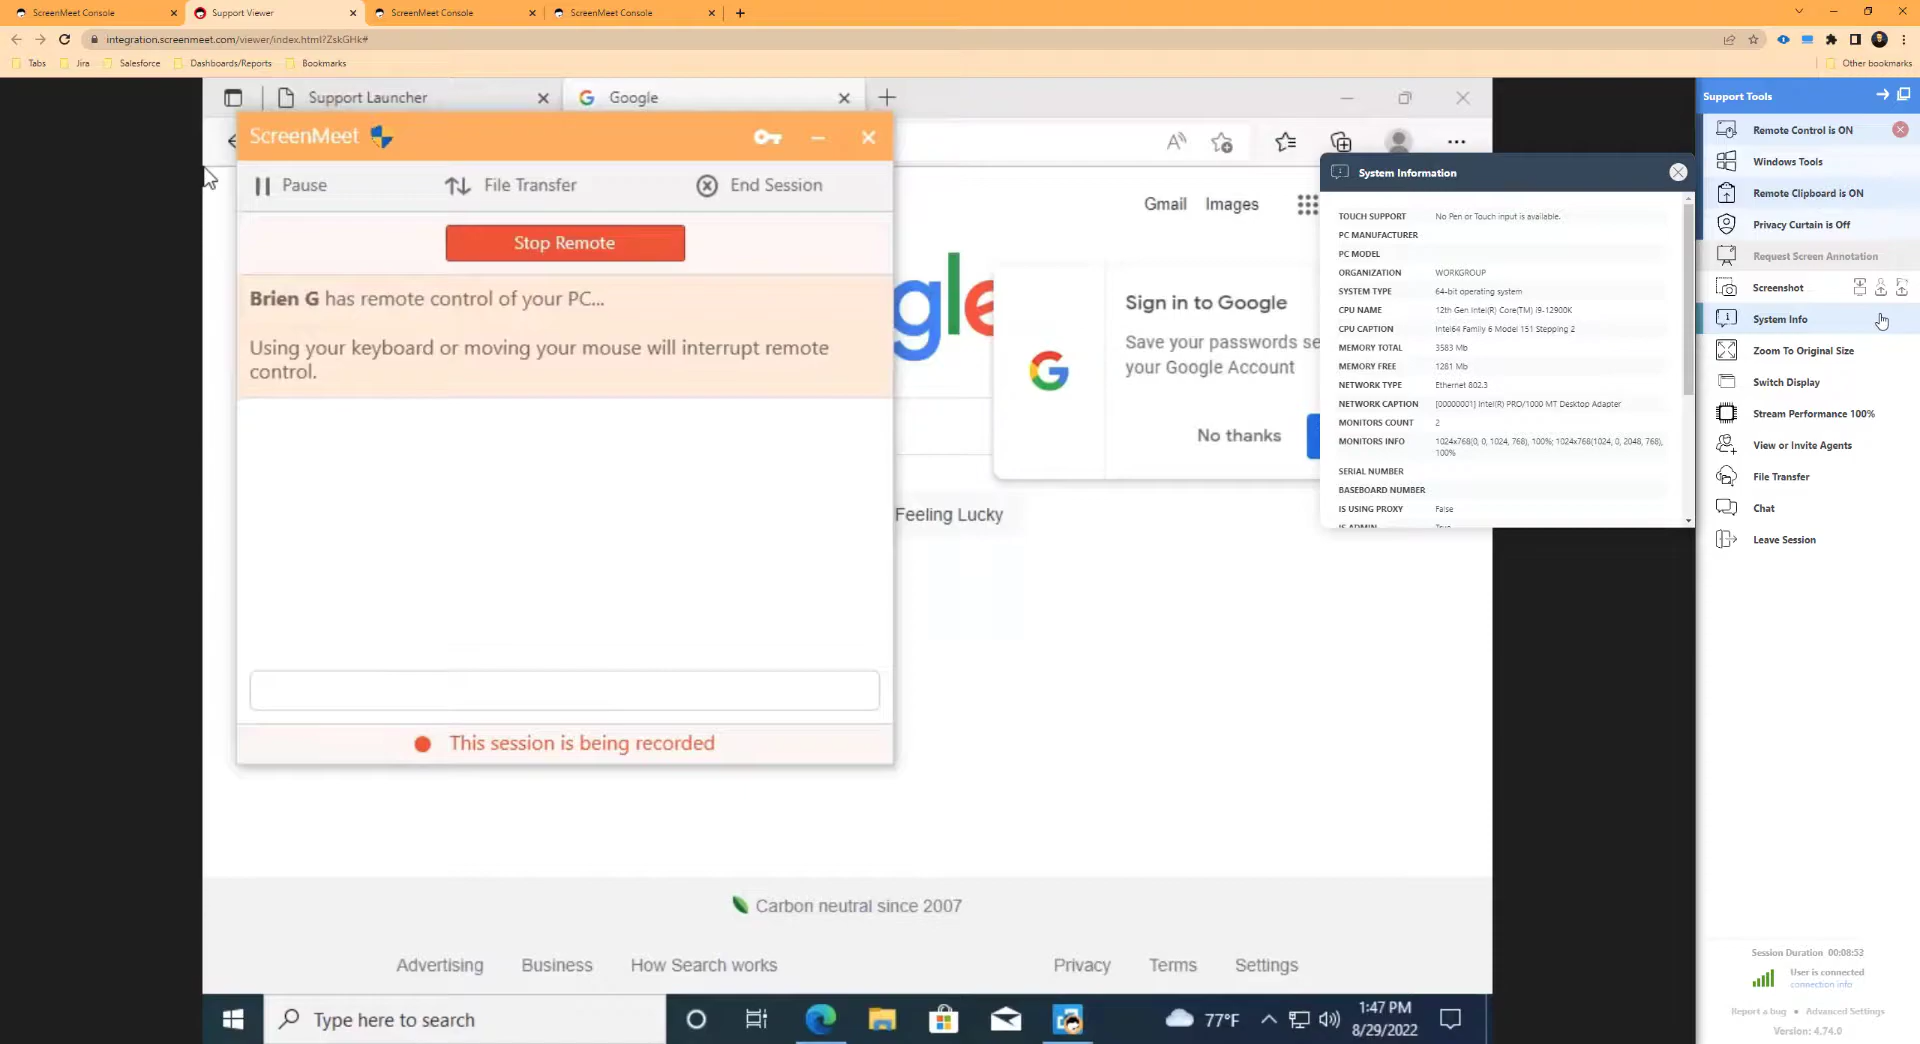 ScreenMeet Console
Support Viewer
ScreenMeet Console
ScreenMeet Console
integration.screenmeet.com/viewer/index.html?ZskGHk#
Tabs
Jira
Salesforce
Dashboards/Reports
Bookmarks
Other bookmarks
Support Launcher
Google
ScreenMeet
Pause
File Transfer
End Session
Stop Remote
Brien G has remote control of your PC...
Using your keyboard or moving your mouse will interrupt remote
control.
This session is being recorded
Gmail
Images
gle
Sign in to Google
Save your passwords se
your Google Account
No thanks
Feeling Lucky
Carbon neutral since 2007
Advertising
Business
How Search works
Privacy
Terms
Settings
Type here to search
77°F
1:47 PM
8/29/2022
System Information
TOUCH SUPPORT No Pen or Touch input is available.
PC MANUFACTURER
PC MODEL
ORGANIZATION WORKGROUP
SYSTEM TYPE 64-bit operating system
CPU NAME 12th Gen Intel(R) Core(TM) i9-12900K
CPU CAPTION Intel64 Family 6 Model 151 Stepping 2
MEMORY TOTAL 3583 Mb
MEMORY FREE 1281 Mb
NETWORK TYPE Ethernet 802.3
NETWORK CAPTION [00000001] Intel(R) PRO/1000 MT Desktop Adapter
MONITORS COUNT 2
MONITORS INFO 1024x768(0, 0, 1024, 768), 100%; 1024x768(1024, 0, 2048, 768),
100%
SERIAL NUMBER
BASEBOARD NUMBER
IS USING PROXY False
IS ADMIN True
Support Tools
Remote Control is ON
Windows Tools
Remote Clipboard is ON
Privacy Curtain is Off
Request Screen Annotation
Screenshot
System Info
Zoom To Original Size
Switch Display
Stream Performance 100%
View or Invite Agents
File Transfer
Chat
Leave Session
Session Duration 00:08:53
User is connected
connection info
Report a bug • Advanced Settings
Version: 4.74.0